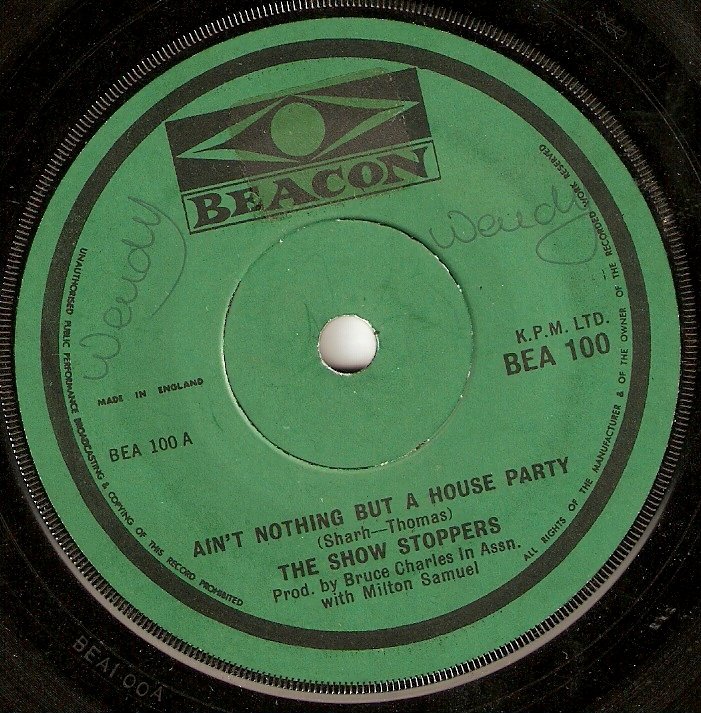 BEACON
Wendy
Wendy
K.P.M. LTD.
BEA 100
MADE IN ENGLAND
BEA 100 A
AIN'T NOTHING BUT A HOUSE PARTY
(Sharh—Thomas)
THE SHOW STOPPERS
Prod. by Bruce Charles In Assn.
with Milton Samuel
UNAUTHORISED PUBLIC PERFORMANCE BROADCASTING & COPYING OF THIS RECORD PROHIBITED
ALL RIGHTS OF THE MANUFACTURER & OF THE OWNER OF THE RECORDED WORK RESERVED
BEA100A